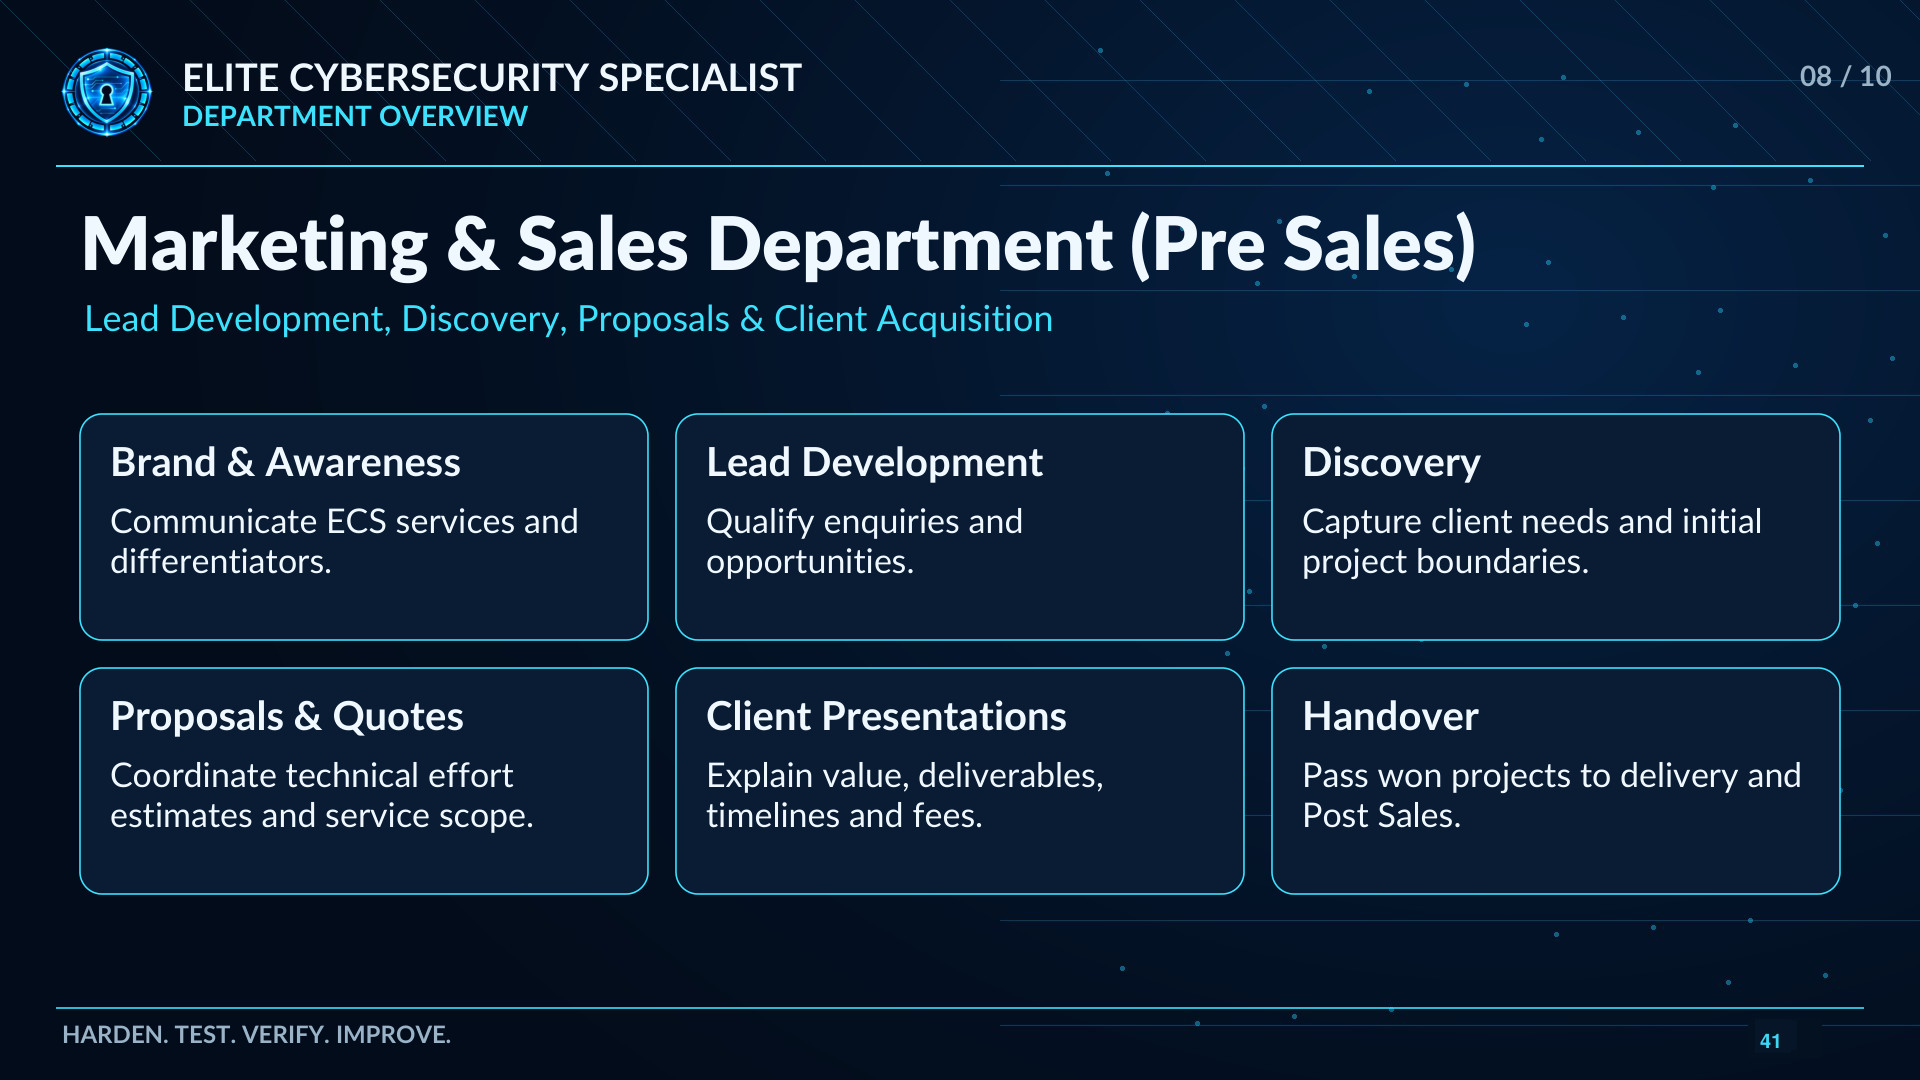 ELITE CYBERSECURITY SPECIALIST
DEPARTMENT OVERVIEW
08 / 10
Marketing & Sales Department (Pre Sales)
Lead Development, Discovery, Proposals & Client Acquisition
Brand & Awareness
Communicate ECS services and
differentiators.
Lead Development
Qualify enquiries and
opportunities.
Discovery
Capture client needs and initial
project boundaries.
Proposals & Quotes
Coordinate technical effort
estimates and service scope.
Client Presentations
Explain value, deliverables,
timelines and fees.
Handover
Pass won projects to delivery and
Post Sales.
HARDEN. TEST. VERIFY. IMPROVE.
41